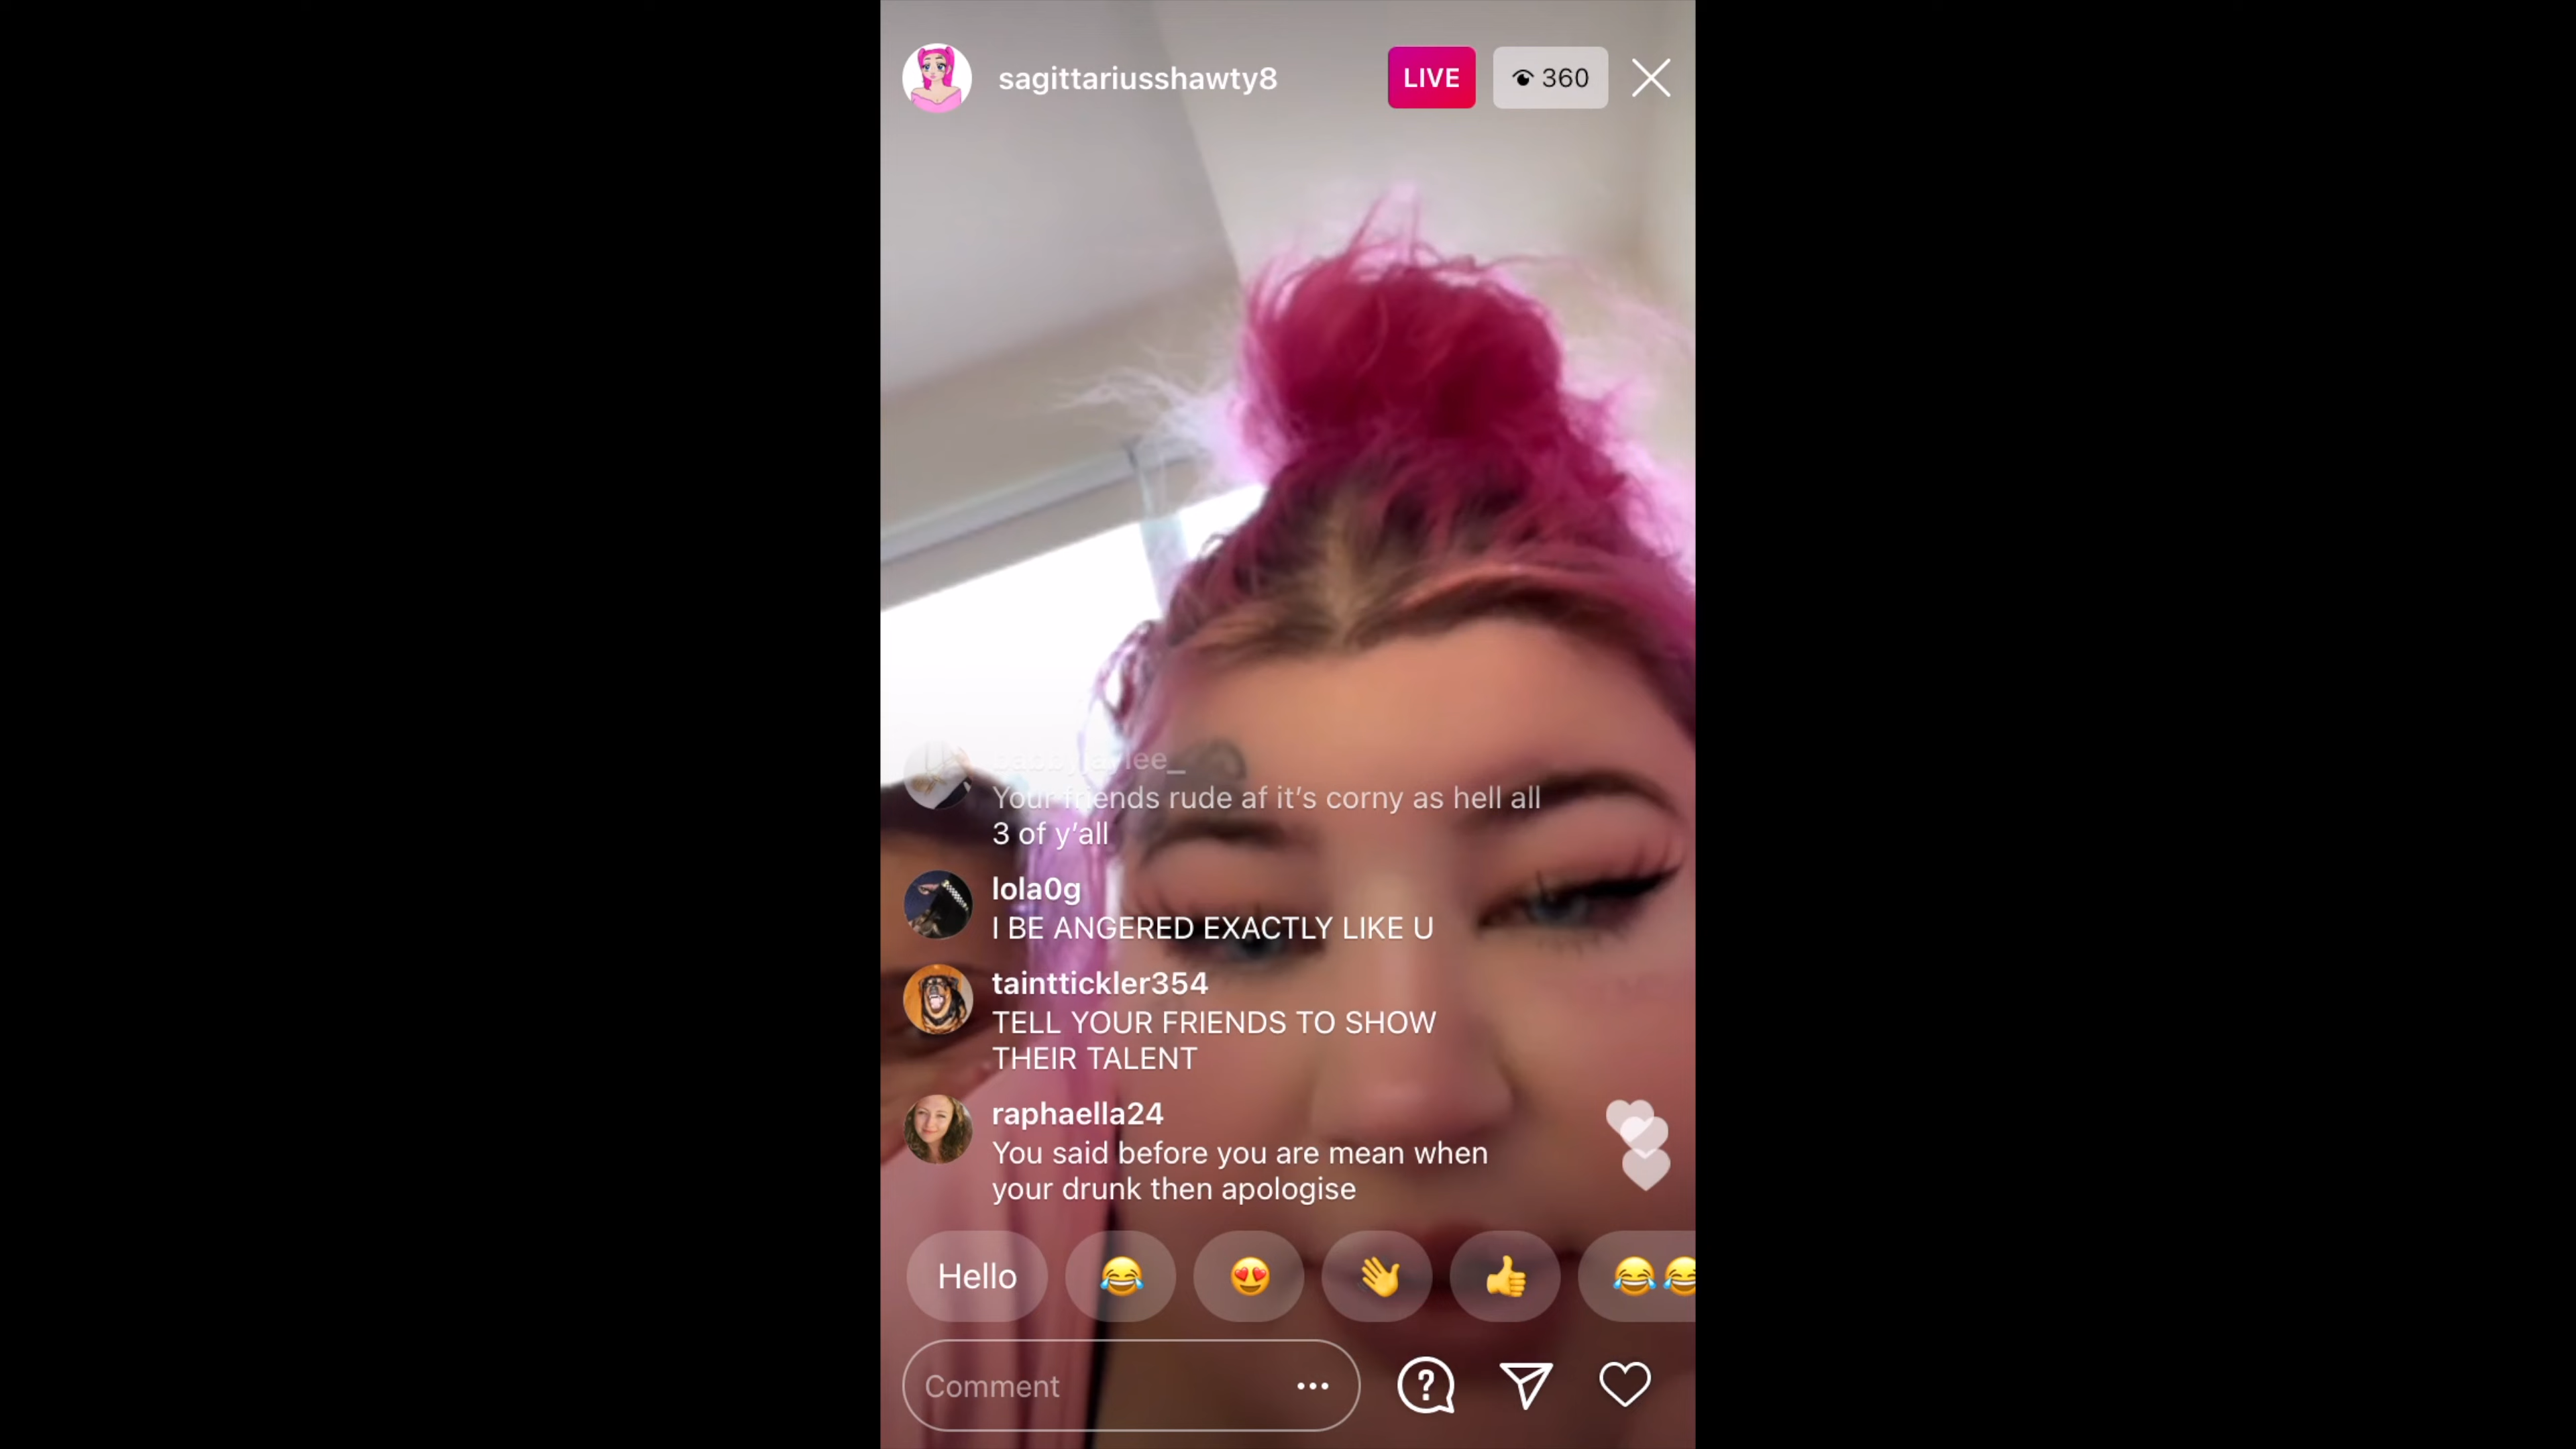 sagittariusshawty8
LIVE
360
Your friends rude af it's corny as hell all
3 of y'all
lola0g
I BE ANGERED EXACTLY LIKE U
tainttickler354
TELL YOUR FRIENDS TO SHOW
THEIR TALENT
raphaella24
You said before you are mean when
your drunk then apologise
Hello
Comment